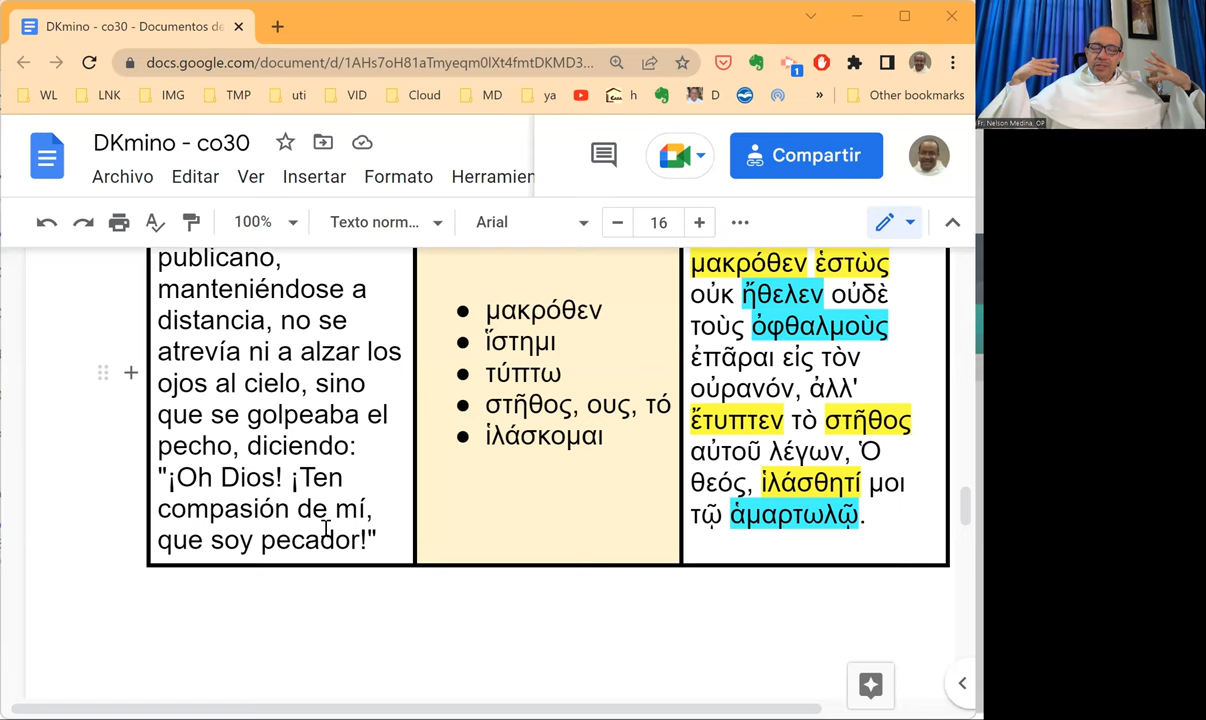 DKmino - co30 - Documentos de
docs.google.com/document/d/1AHs7oH81aTmyeqm0lXt4fmtDKMD3...
1
WL LNK IMG TMP uti VID Cloud MD ya h D » Other bookmarks
Fr. Nelson Medina, OP
DKmino - co30
Compartir
Archivo Editar Ver Insertar Formato Herramien
100% Texto norm... Arial 16
publicano,
manteniéndose a
distancia, no se
atrevía ni a alzar los
ojos al cielo, sino
que se golpeaba el
pecho, diciendo:
"¡Oh Dios! ¡Ten
compasión de mí,
que soy pecador!"
● μακρόθεν
● ἵστημι
● τύπτω
● στῆθος, ους, τό
● ἱλάσκομαι
μακρόθεν ἑστὼς
οὐκ ἤθελεν οὐδὲ
τοὺς ὀφθαλμοὺς
ἐπᾶραι εἰς τὸν
οὐρανόν, ἀλλ'
ἔτυπτεν τὸ στῆθος
αὐτοῦ λέγων, Ὁ
θεός, ἱλάσθητί μοι
τῷ ἁμαρτωλῷ.